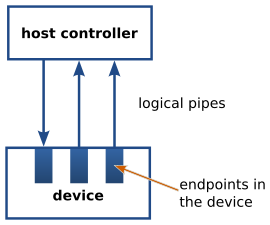 host controller
logical pipes
endpoints in
the device
device